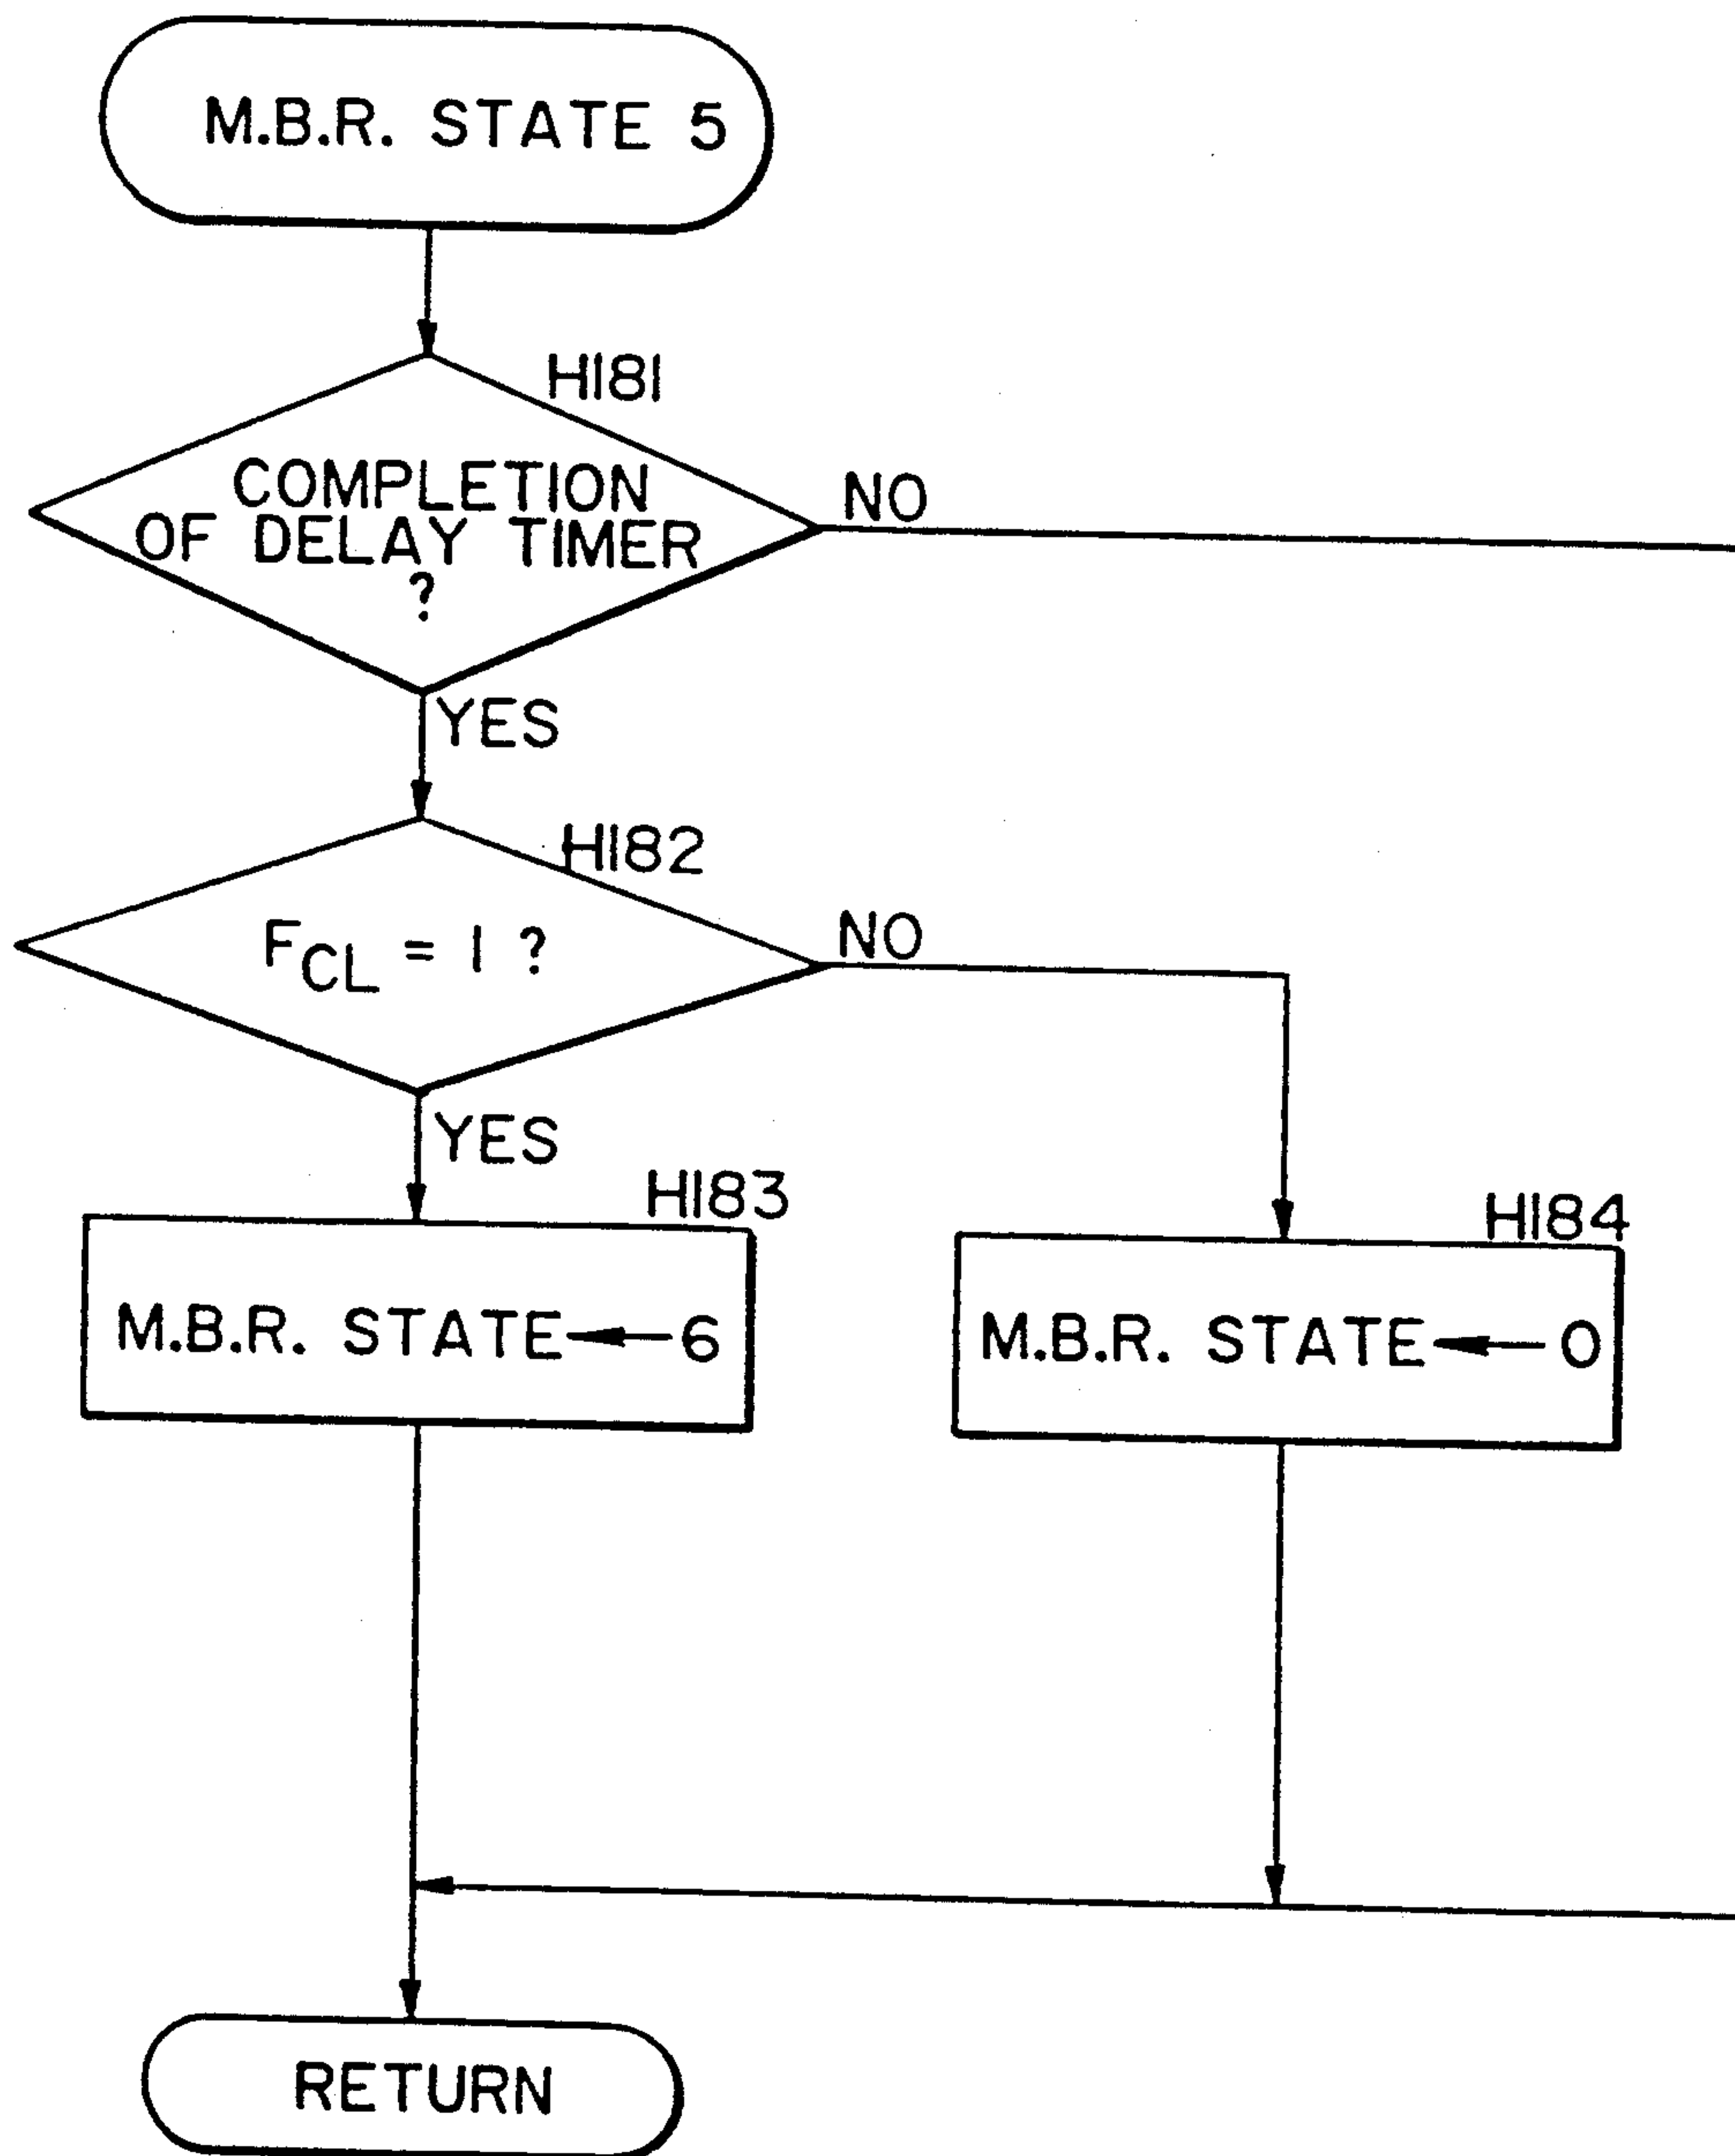 M.B.R. STATE 5
H181
COMPLETION
OF DELAY TIMER
?
NO
YES
H182
FCL = 1 ?
NO
YES
H183
M.B.R. STATE ← 6
H184
M.B.R. STATE ← 0
RETURN